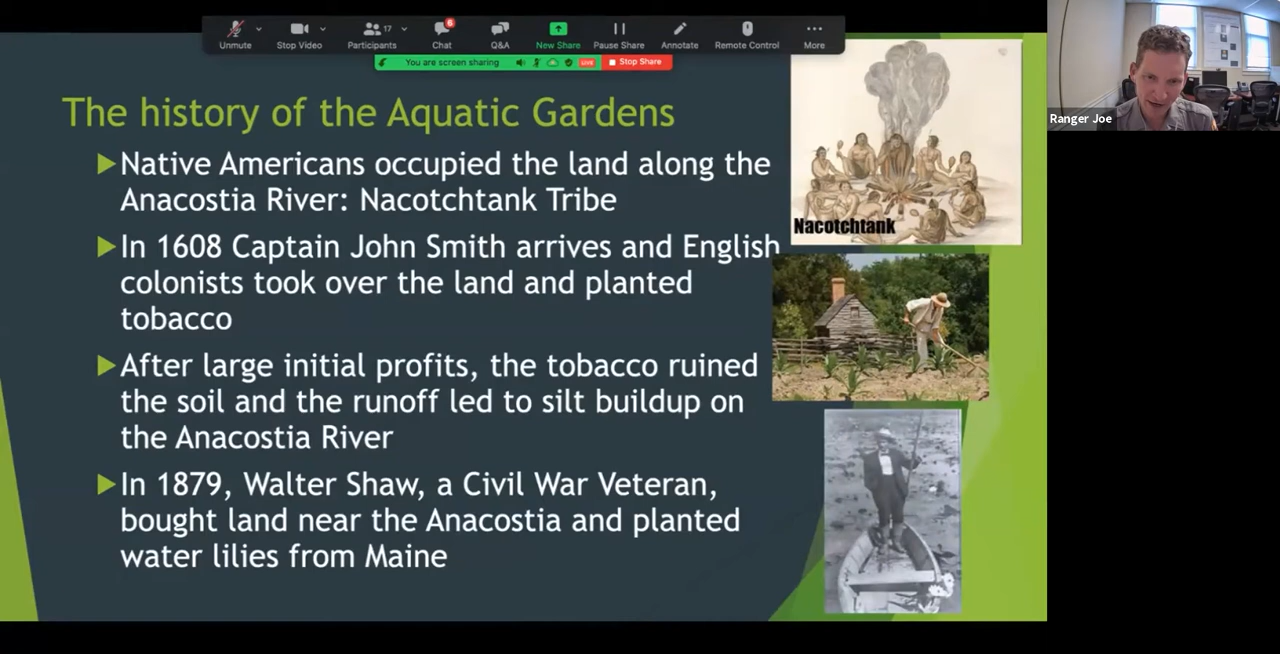 6
17
Unmute
Stop Video
Participants
Chat
Q&A
New Share
Pause Share
Annotate
Remote Control
More
You are screen sharing
LIVE
Stop Share
Ranger Joe
The history of the Aquatic Gardens
Native Americans occupied the land along the
Anacostia River: Nacotchtank Tribe
In 1608 Captain John Smith arrives and English
colonists took over the land and planted
tobacco
After large initial profits, the tobacco ruined
the soil and the runoff led to silt buildup on
the Anacostia River
In 1879, Walter Shaw, a Civil War Veteran,
bought land near the Anacostia and planted
water lilies from Maine
Nacotchtank